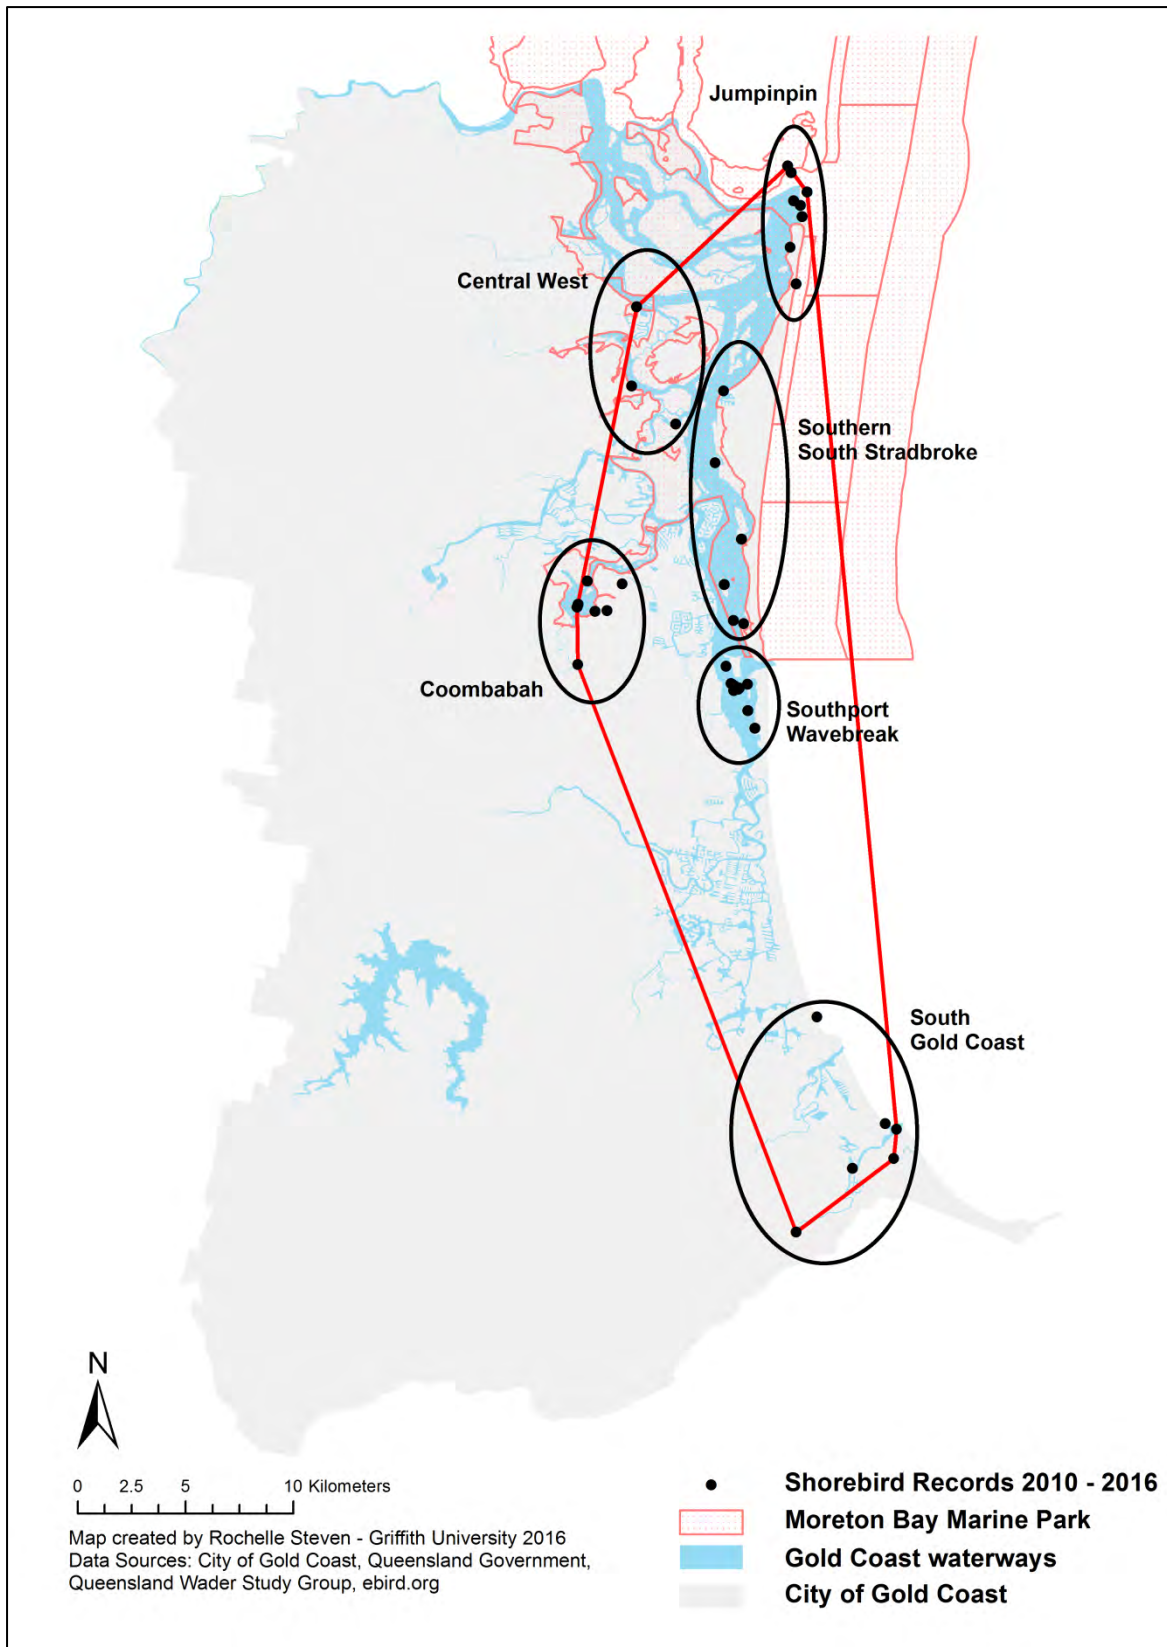 Jumpinpin
Central West
Southern
South Stradbroke
Coombabah
Southport
Wavebreak
South
Gold Coast
N
0 2.5 5 10 Kilometers
Map created by Rochelle Steven - Griffith University 2016
Data Sources: City of Gold Coast, Queensland Government,
Queensland Wader Study Group, ebird.org
Shorebird Records 2010 - 2016
Moreton Bay Marine Park
Gold Coast waterways
City of Gold Coast